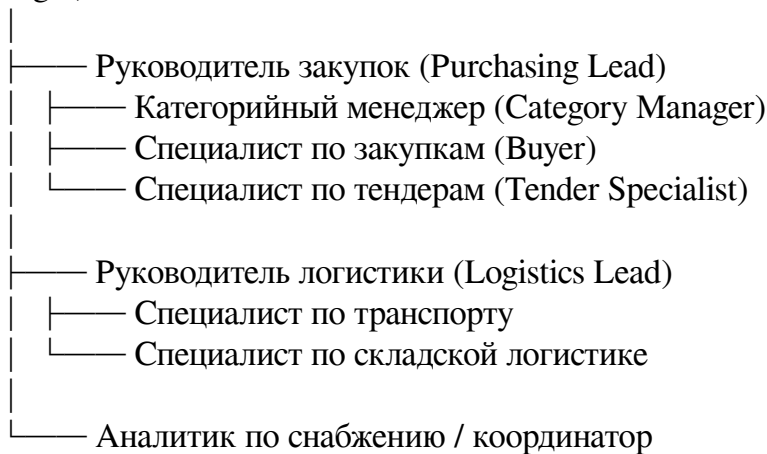 Руководитель закупок (Purchasing Lead)
Категорийный менеджер (Category Manager)
Специалист по закупкам (Buyer)
Специалист по тендерам (Tender Specialist)
Руководитель логистики (Logistics Lead)
Специалист по транспорту
Специалист по складской логистике
Аналитик по снабжению / координатор